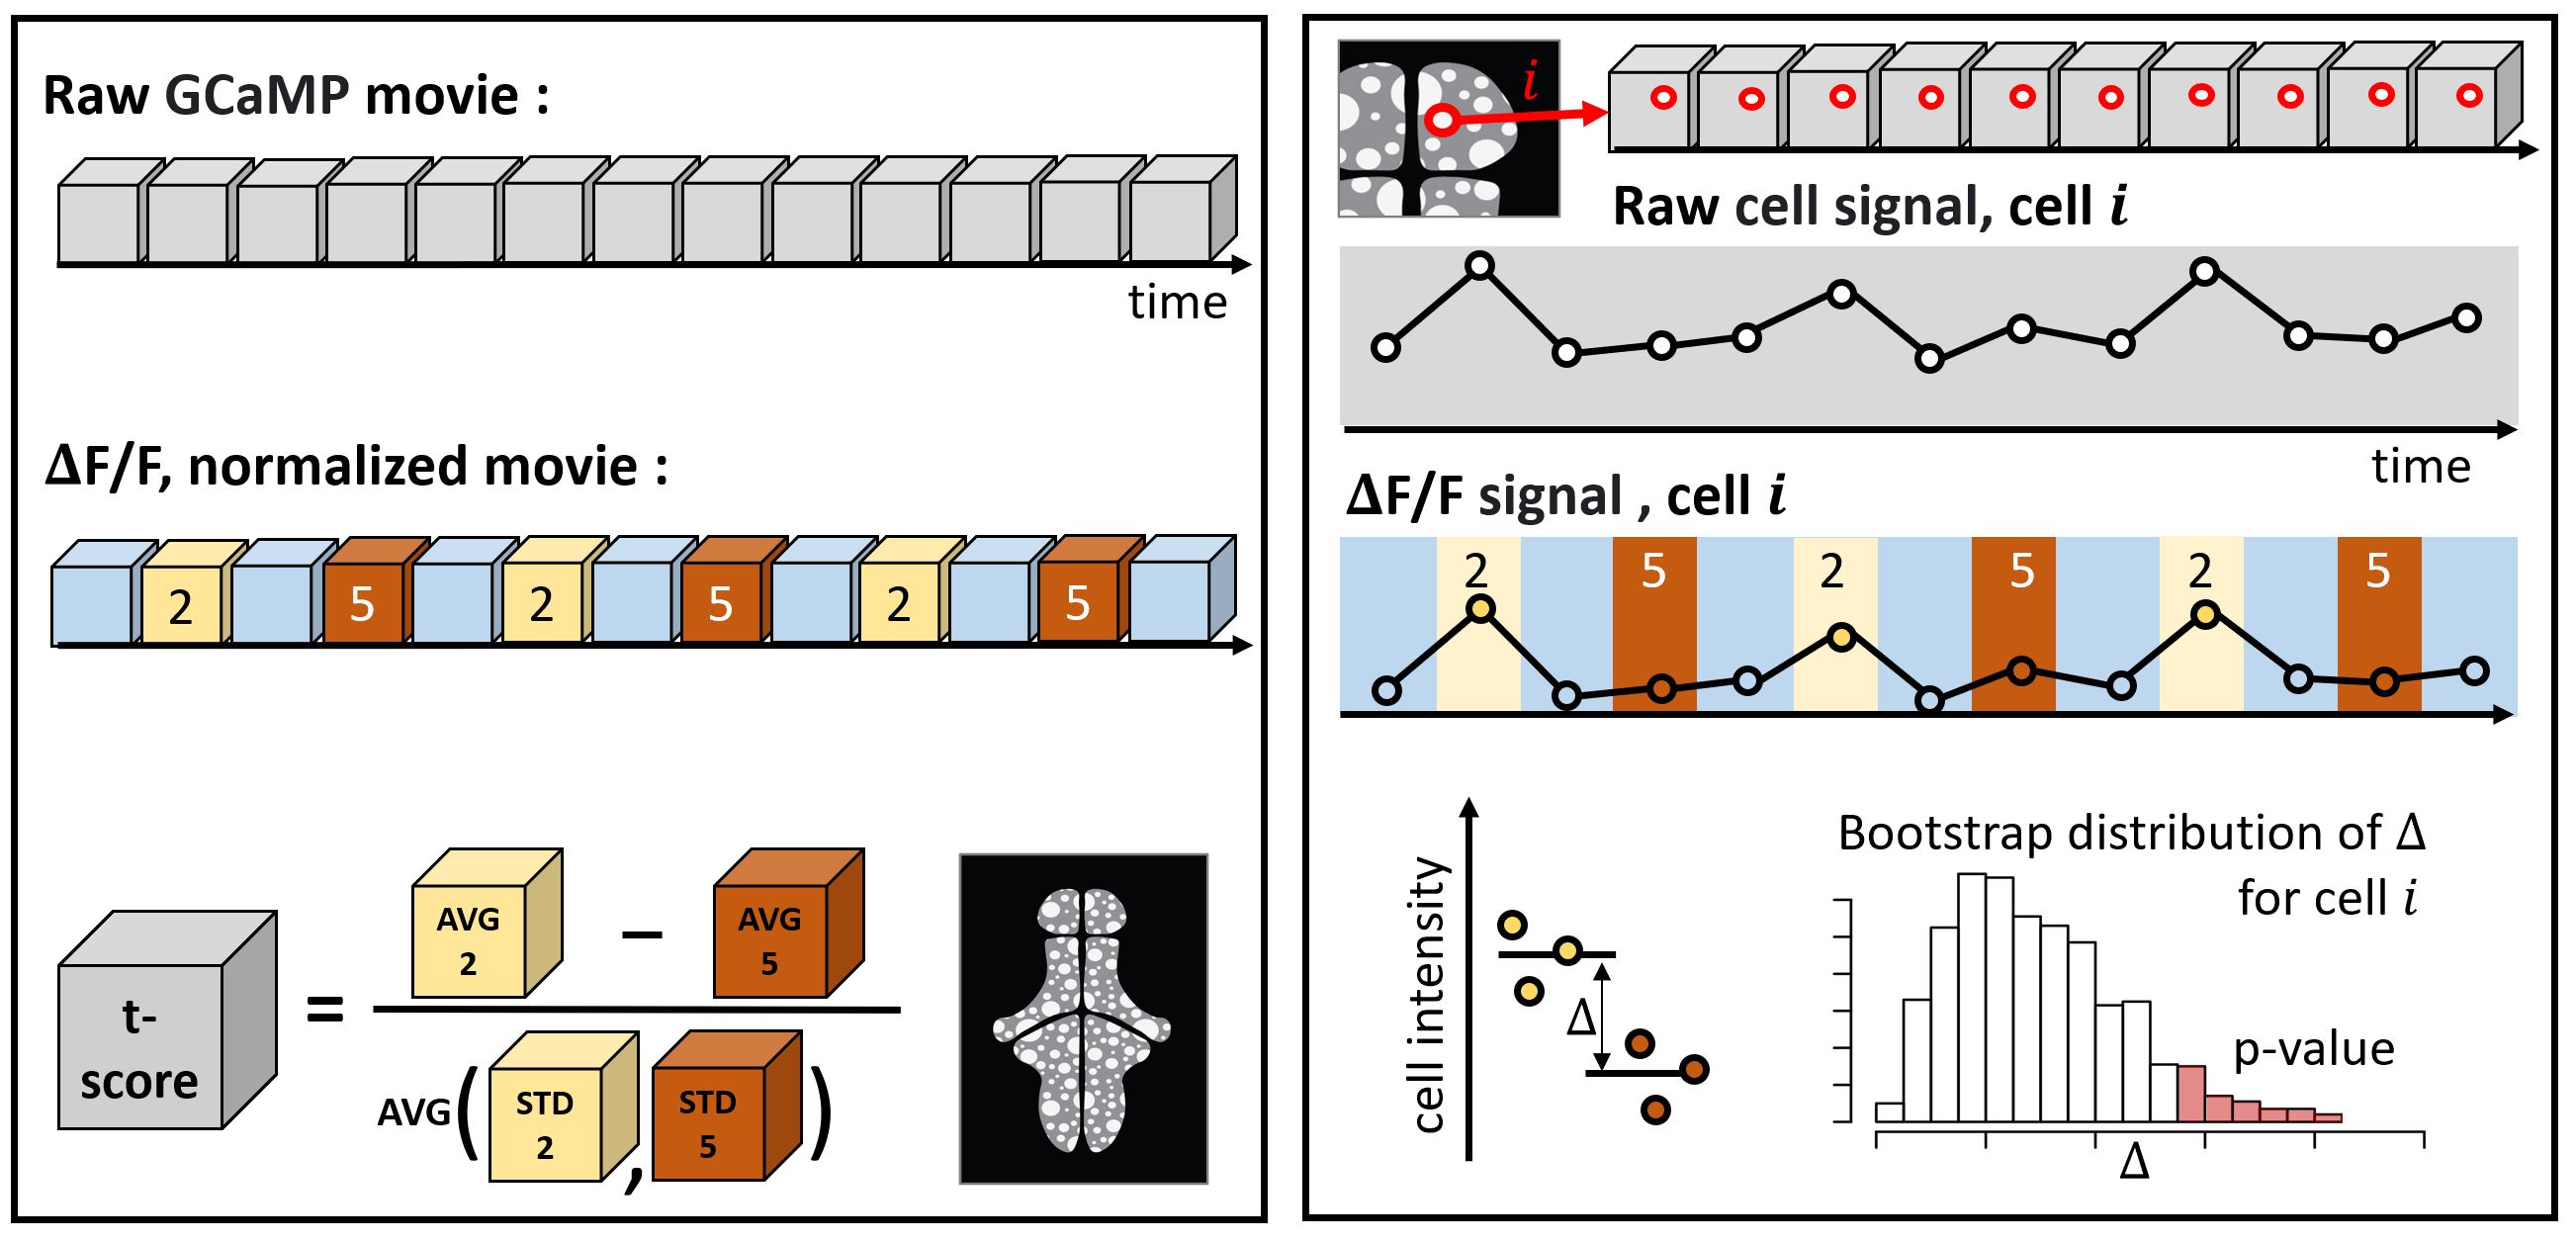 Raw GCaMP movie :
time
ΔF/F, normalized movie :
2 5 2 5 2 5
t-
score
=
AVG
2
–
AVG
5
AVG(
STD
2
,
STD
5
)
i
Raw cell signal, cell i
time
ΔF/F signal , cell i
2 5 2 5 2 5
cell intensity
Δ
Bootstrap distribution of Δ
for cell i
p-value
Δ